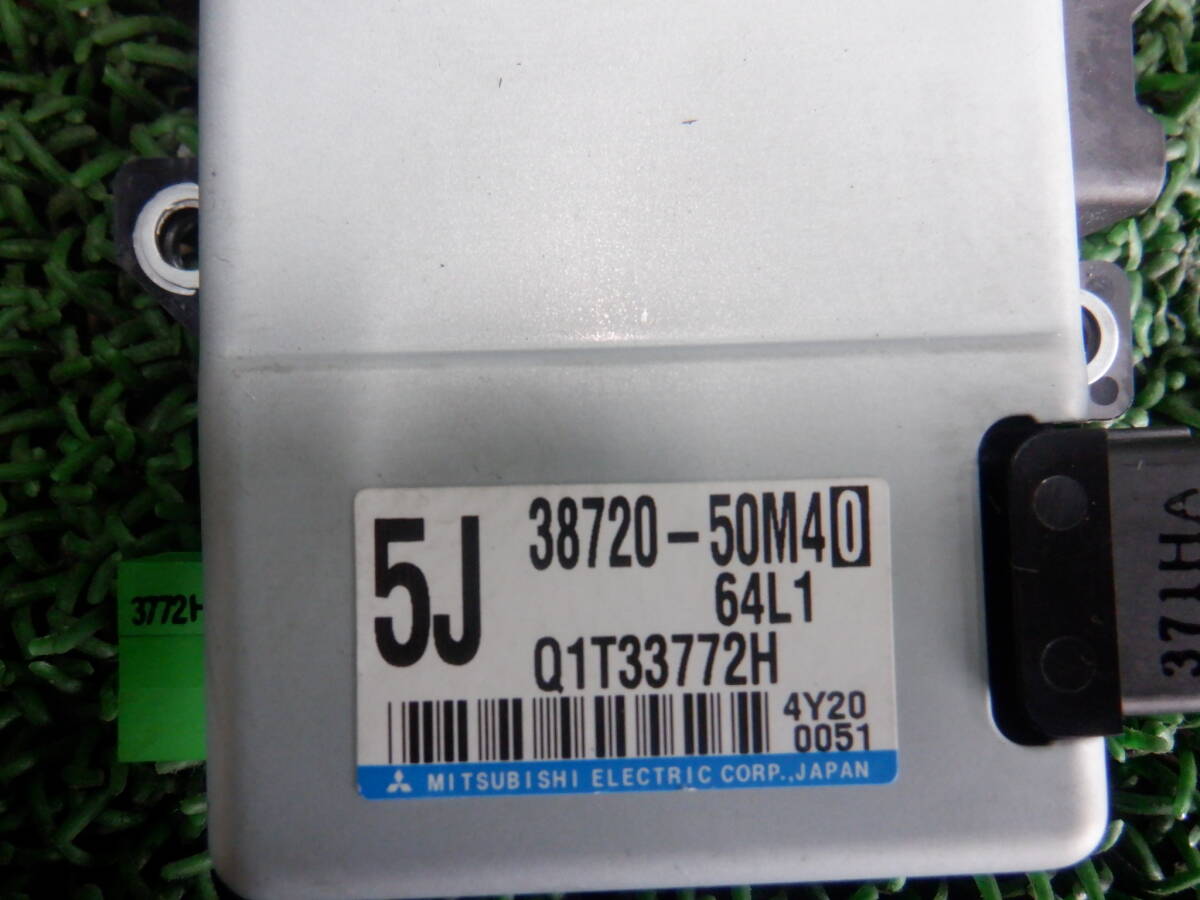 5J
38720-50M40
64L1
Q1T33772H
4Y20
0051
MITSUBISHI ELECTRIC CORP.,JAPAN
3772H
371HA